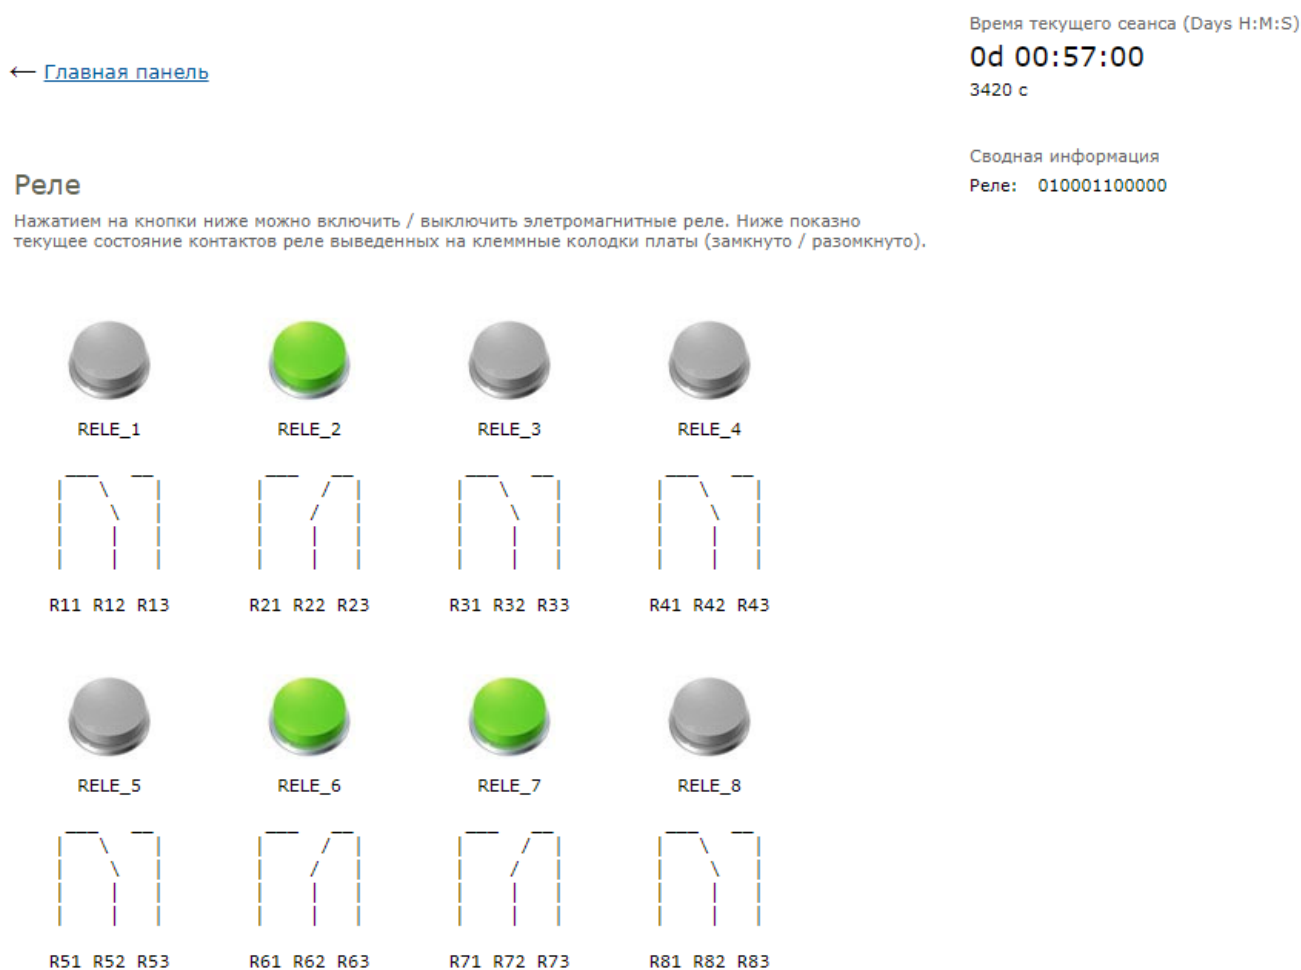 Время текущего сеанса (Days H:M:S)
0d 00:57:00
3420 с
← Главная панель
Сводная информация
Реле: 010001100000
Реле
Нажатием на кнопки ниже можно включить / выключить элетромагнитные реле. Ниже показно
текущее состояние контактов реле выведенных на клеммные колодки платы (замкнуто / разомкнуто).
RELE_1 RELE_2 RELE_3 RELE_4
R11 R12 R13 R21 R22 R23 R31 R32 R33 R41 R42 R43
RELE_5 RELE_6 RELE_7 RELE_8
R51 R52 R53 R61 R62 R63 R71 R72 R73 R81 R82 R83